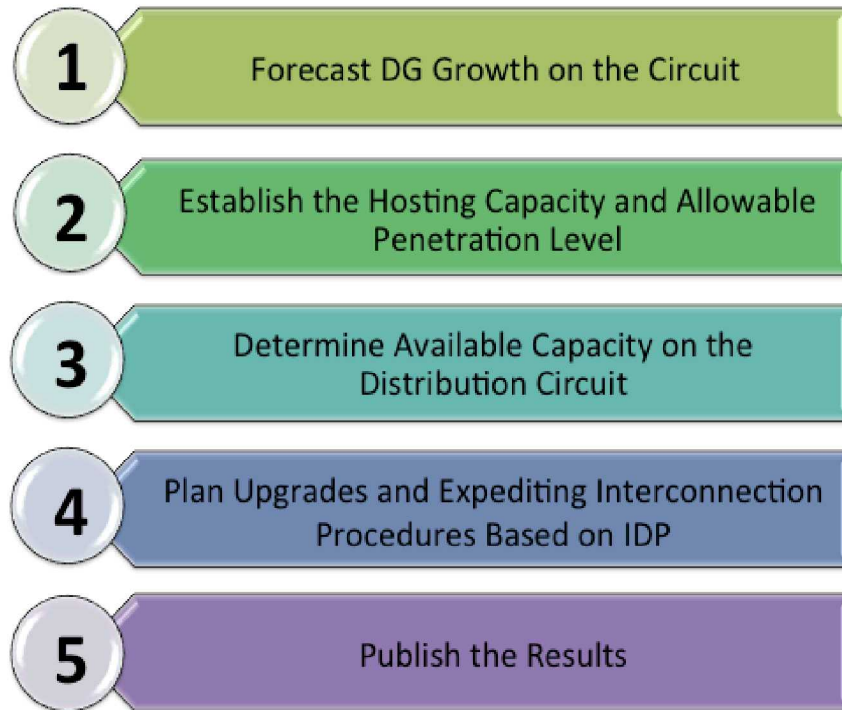 1
Forecast DG Growth on the Circuit
2
Establish the Hosting Capacity and Allowable
Penetration Level
3
Determine Available Capacity on the
Distribution Circuit
4
Plan Upgrades and Expediting Interconnection
Procedures Based on IDP
5
Publish the Results